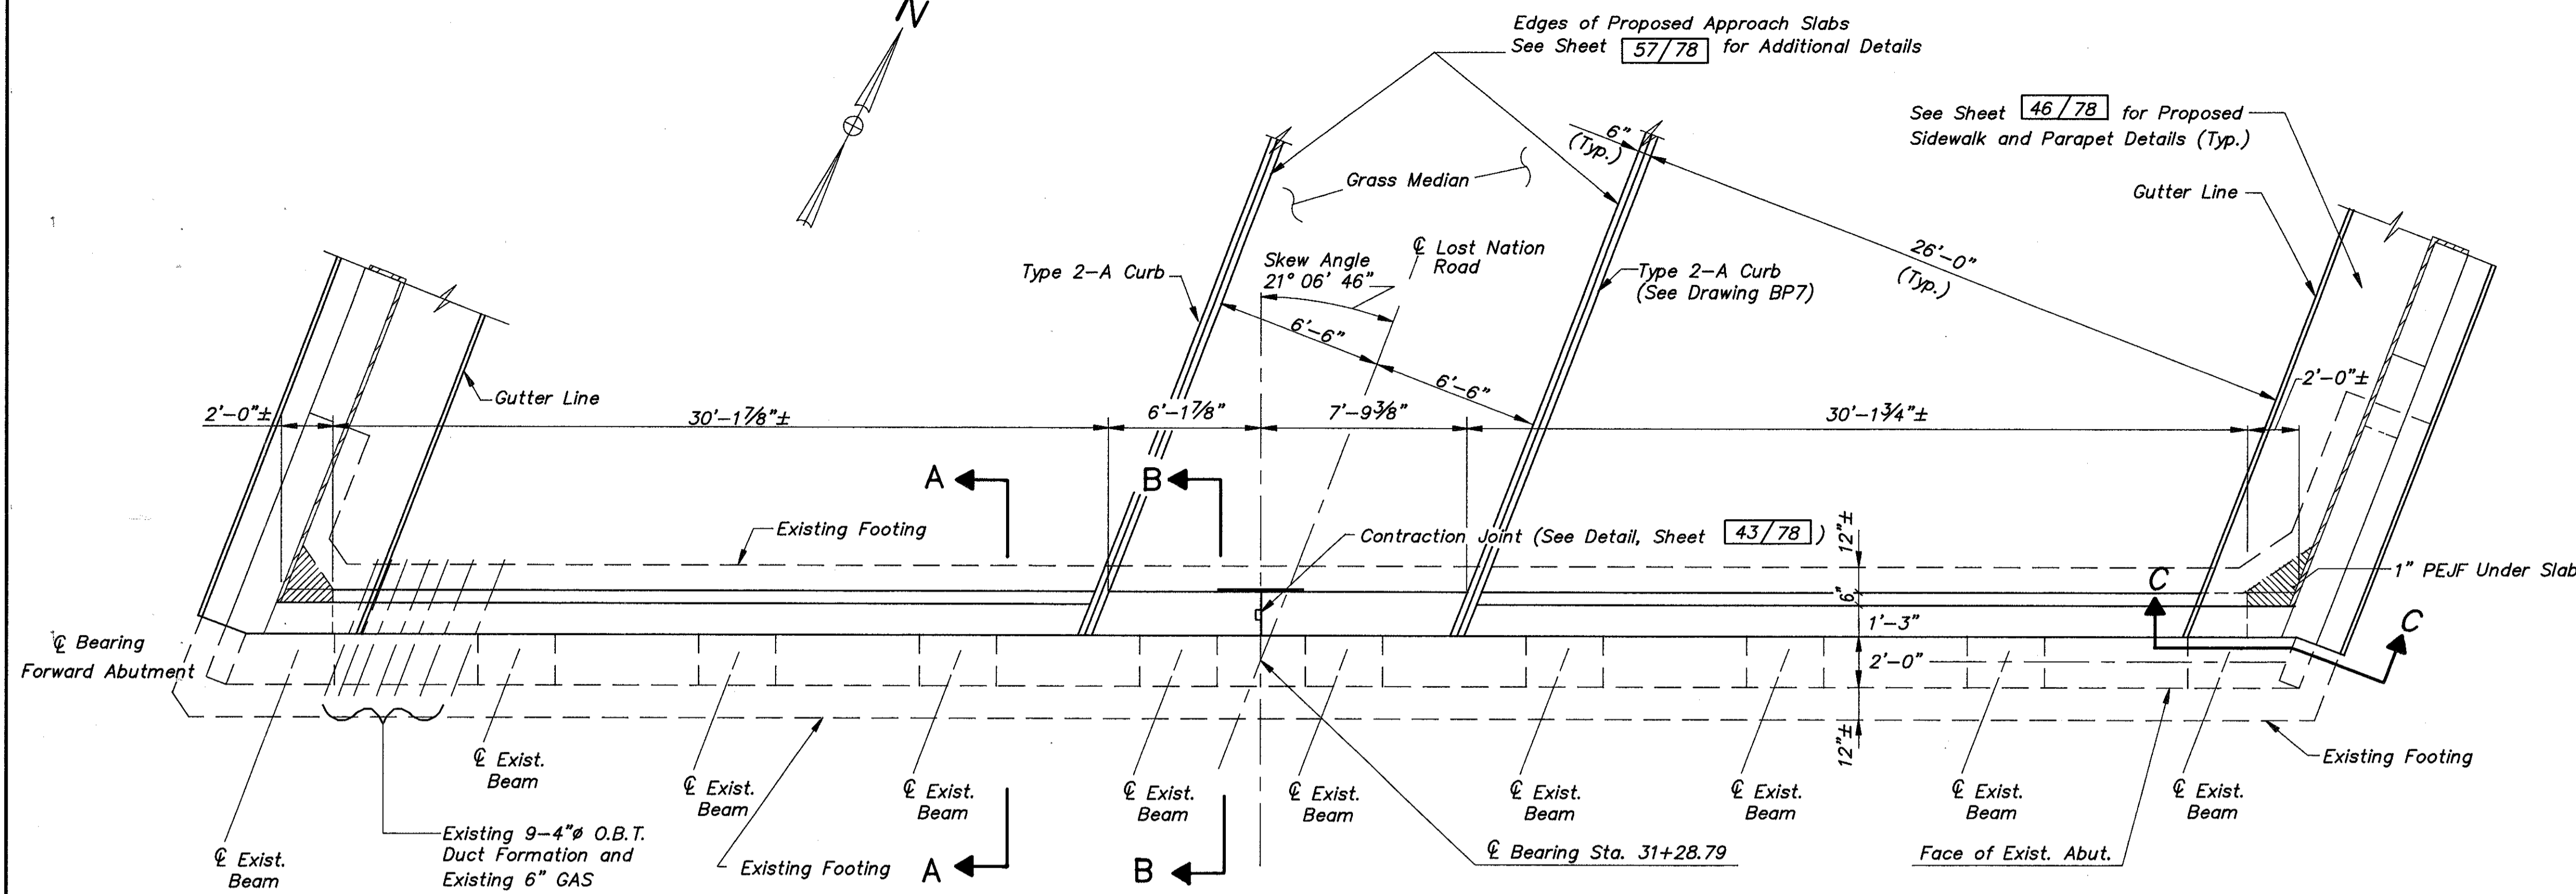 N
Edges of Proposed Approach Slabs
See Sheet 57/78 for Additional Details
See Sheet 46/78 for Proposed
Sidewalk and Parapet Details (Typ.)
6"
(Typ.)
Grass Median
Gutter Line
26'-0"
(Typ.)
℄ Lost Nation
Road
Skew Angle
21° 06' 46"
Type 2-A Curb
Type 2-A Curb
(See Drawing BP7)
6'-6"
6'-6"
Gutter Line
2'-0"±
30'-1⅞"±
6'-1⅞"
7'-9⅜"
30'-1¾"±
2'-0"±
A
B
Existing Footing
Contraction Joint (See Detail, Sheet 43/78)
12"±
6"
1" PEJF Under Slab
C
C
1'-3"
2'-0"
12"±
℄ Bearing
Forward Abutment
℄ Exist.
Beam
℄ Exist.
Beam
℄ Exist.
Beam
℄ Exist.
Beam
℄ Exist.
Beam
℄ Exist.
Beam
℄ Exist.
Beam
℄ Exist.
Beam
℄ Exist.
Beam
℄ Exist.
Beam
Existing Footing
Existing 9-4"ø O.B.T.
Duct Formation and
Existing 6" GAS
Existing Footing
A
B
℄ Bearing Sta. 31+28.79
Face of Exist. Abut.